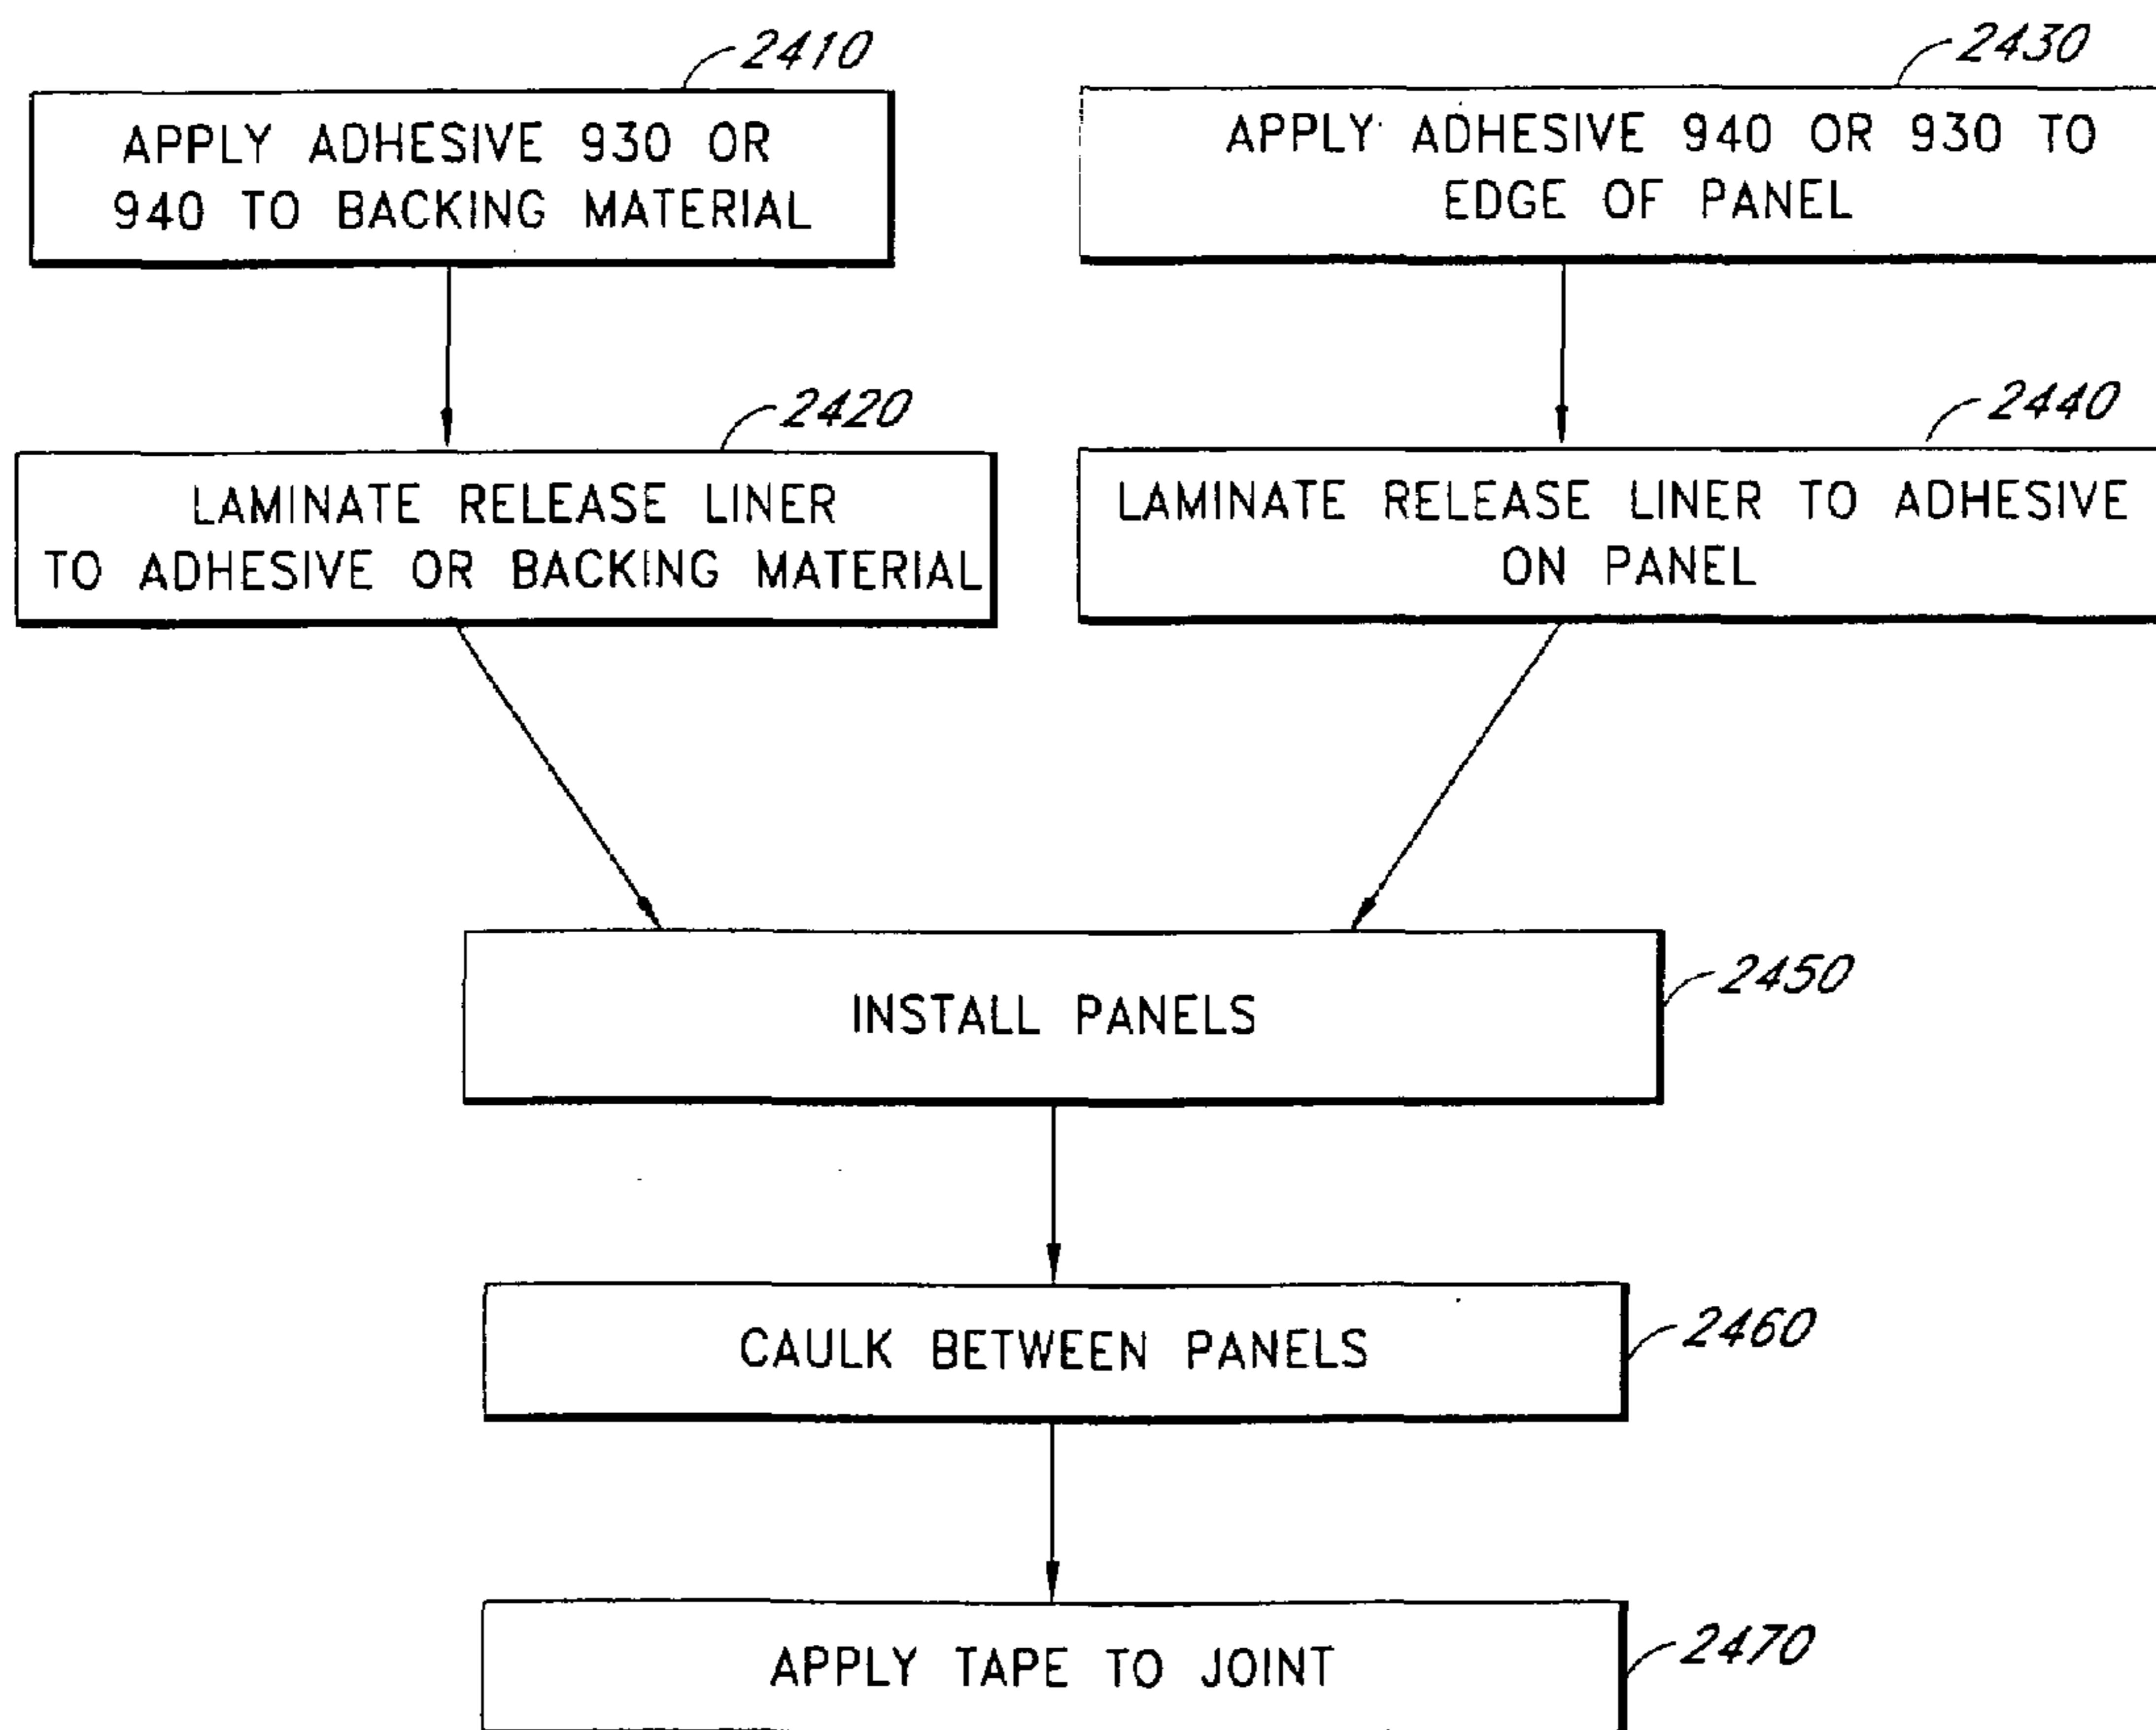 2410
APPLY ADHESIVE 930 OR
940 TO BACKING MATERIAL
2430
APPLY ADHESIVE 940 OR 930 TO
EDGE OF PANEL
2420
LAMINATE RELEASE LINER
TO ADHESIVE OR BACKING MATERIAL
2440
LAMINATE RELEASE LINER TO ADHESIVE
ON PANEL
2450
INSTALL PANELS
2460
CAULK BETWEEN PANELS
2470
APPLY TAPE TO JOINT